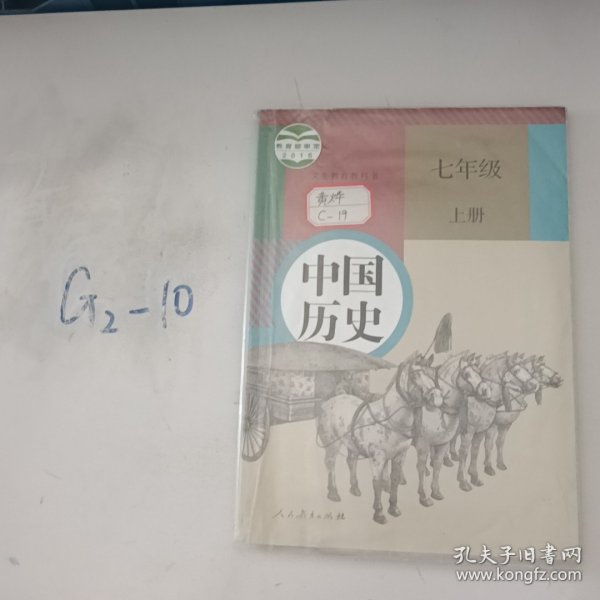 教育部审定
2016
义务教育教科书
七年级
上册
黄烨
C-19
中国
历史
G2-10
人民教育出版社
孔夫子旧书网
www.kongfz.com